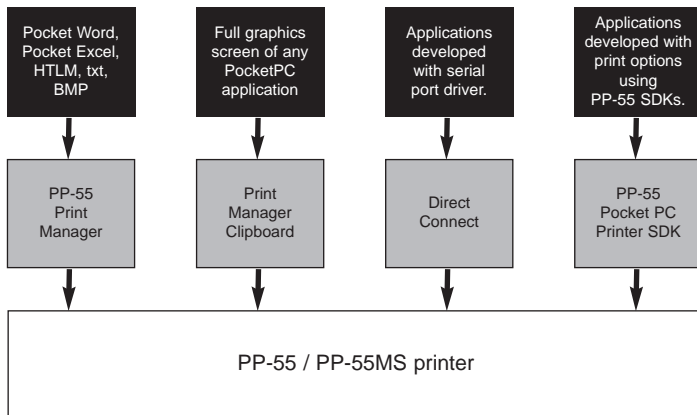 Pocket Word,
Pocket Excel,
HTLM, txt,
BMP
Full graphics
screen of any
PocketPC
application
Applications
developed
with serial
port driver.
Applications
developed with
print options
using
PP-55 SDKs.
PP-55
Print
Manager
Print
Manager
Clipboard
Direct
Connect
PP-55
Pocket PC
Printer SDK
PP-55 / PP-55MS printer